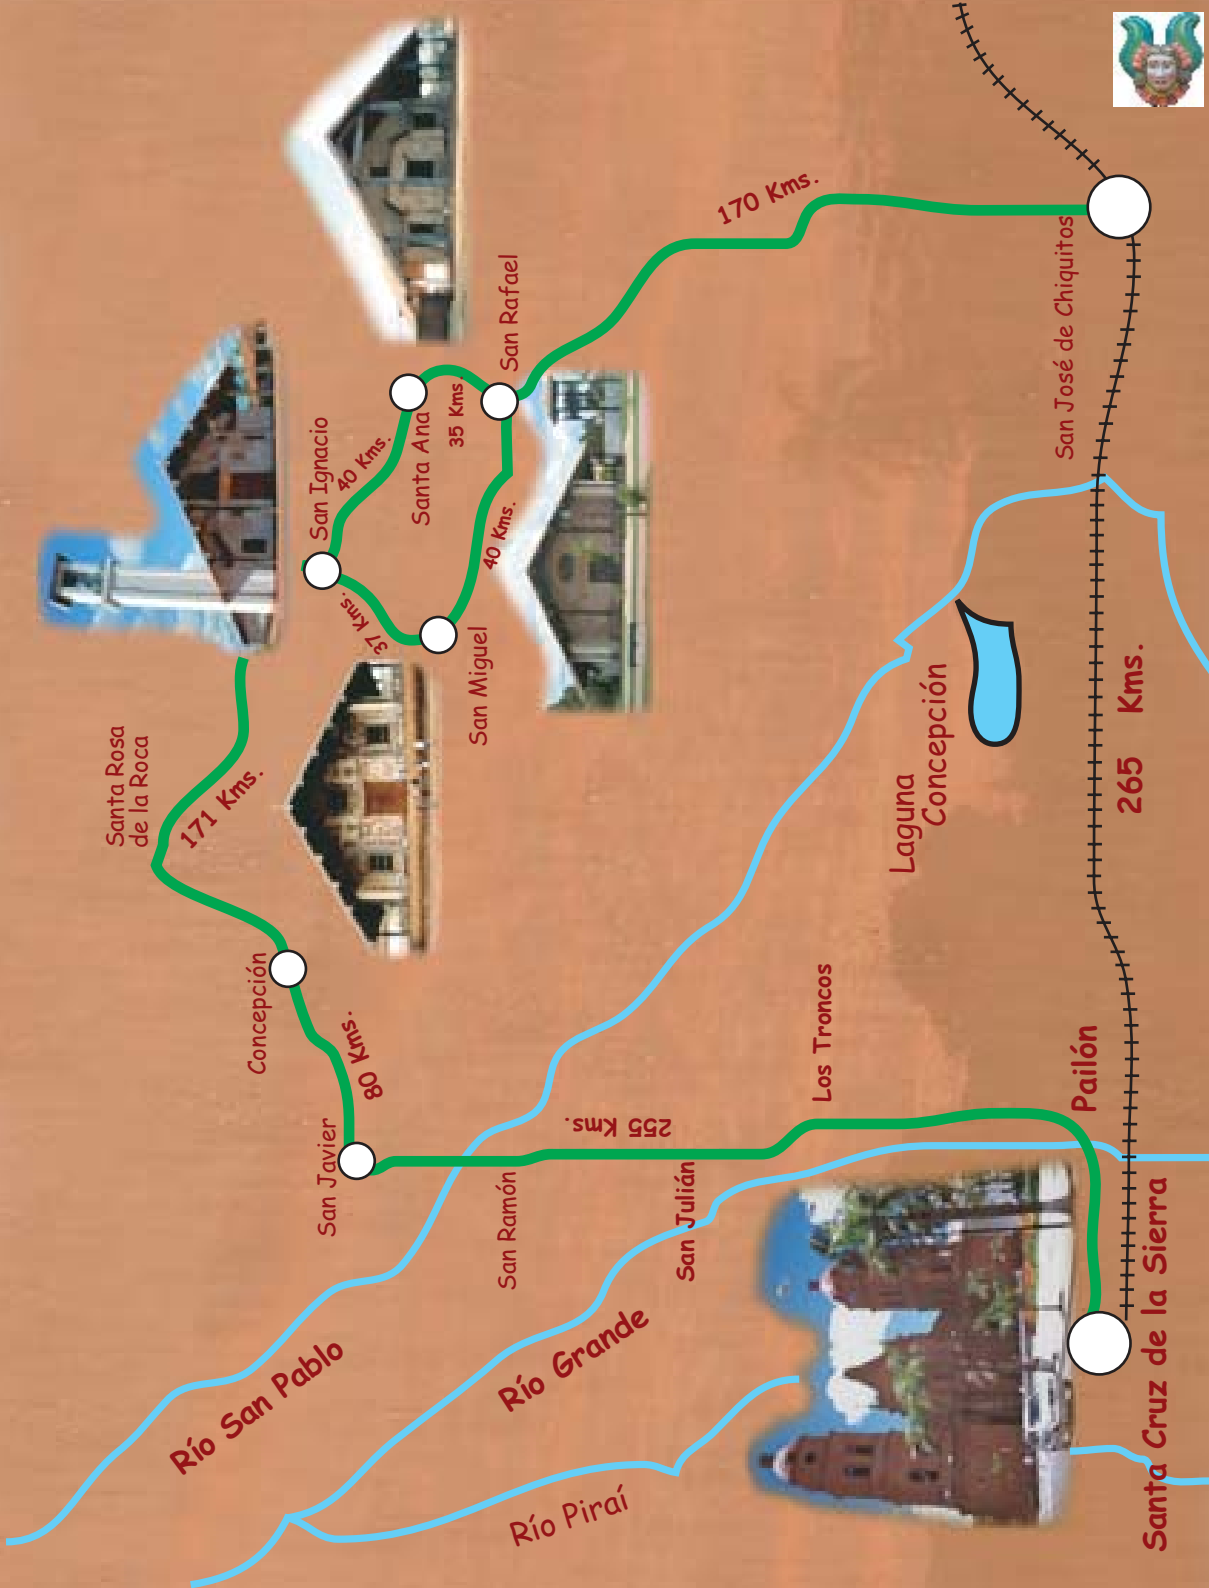 Santa Rosa
de la Roca
171 Kms.
San Ignacio
40 Kms.
Santa Ana
35 Kms
San Rafael
37 Kms.
40 Kms.
San Miguel
170 Kms.
San José de Chiquitos
Concepción
80 Kms.
San Javier
255 Kms.
San Ramón
San Julián
Los Troncos
Laguna
Concepción
265 Kms.
Pailón
Río San Pablo
Río Grande
Río Piraí
Santa Cruz de la Sierra